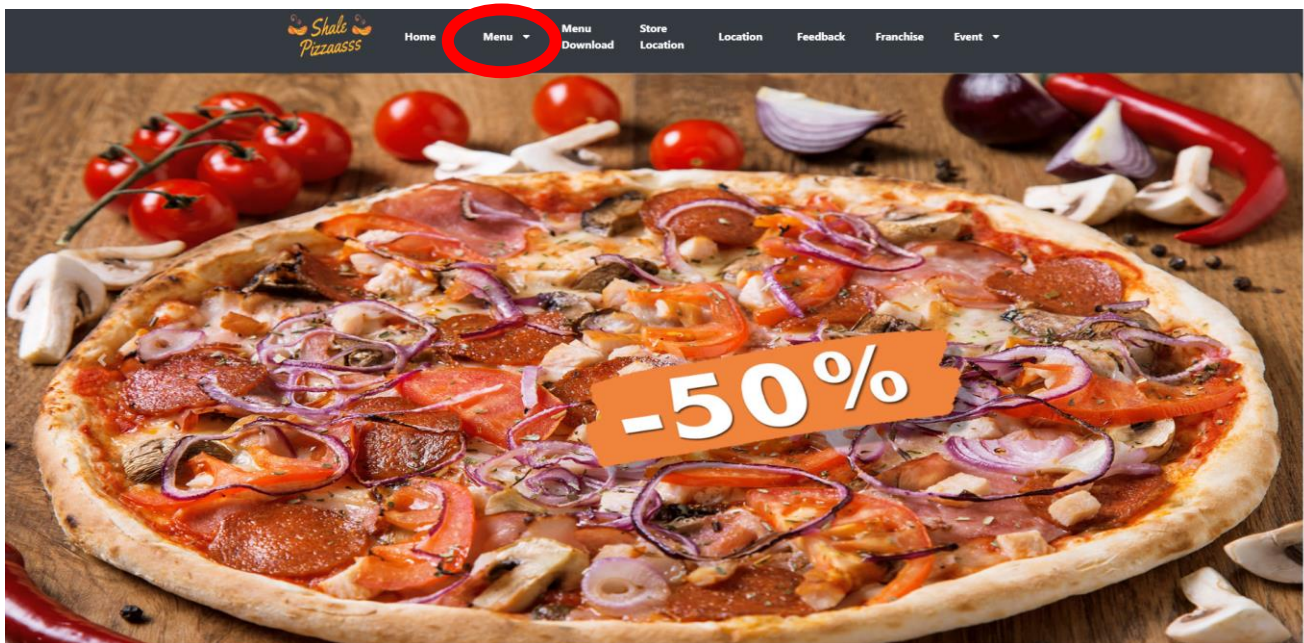 Shale
Pizzaasss
Home
Menu
Menu
Download
Store
Location
Location
Feedback
Franchise
Event
-50%